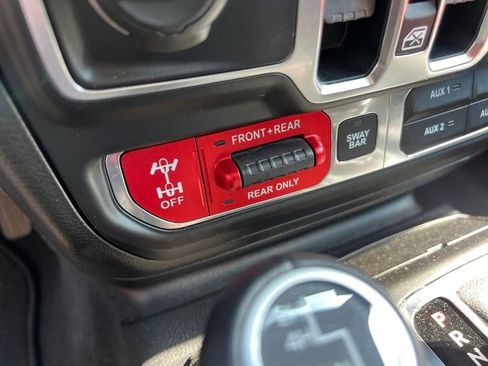 FRONT+REAR
OFF
REAR ONLY
SWAY
BAR
AUX 1
AUX 2
P
R
N